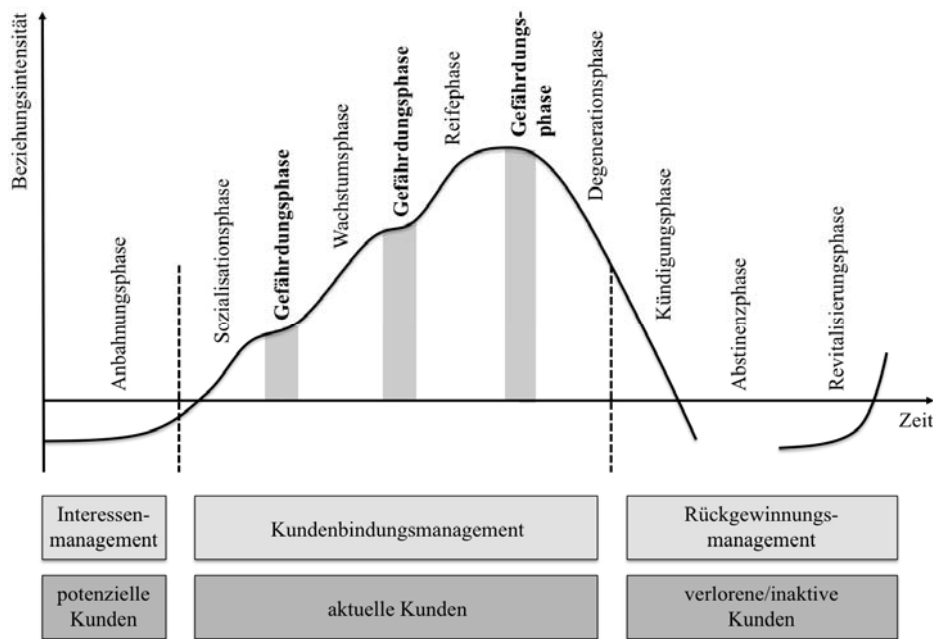 Beziehungsintensität
Anbahnungsphase
Sozialisationsphase
Gefährdungsphase
Wachstumsphase
Gefährdungsphase
Reifephase
Gefährdungs-
phase
Degenerationsphase
Kündigungsphase
Abstinenzphase
Revitalisierungsphase
Zeit
Interessen-
management
Kundenbindungsmanagement
Rückgewinnungs-
management
potenzielle
Kunden
aktuelle Kunden
verlorene/inaktive
Kunden